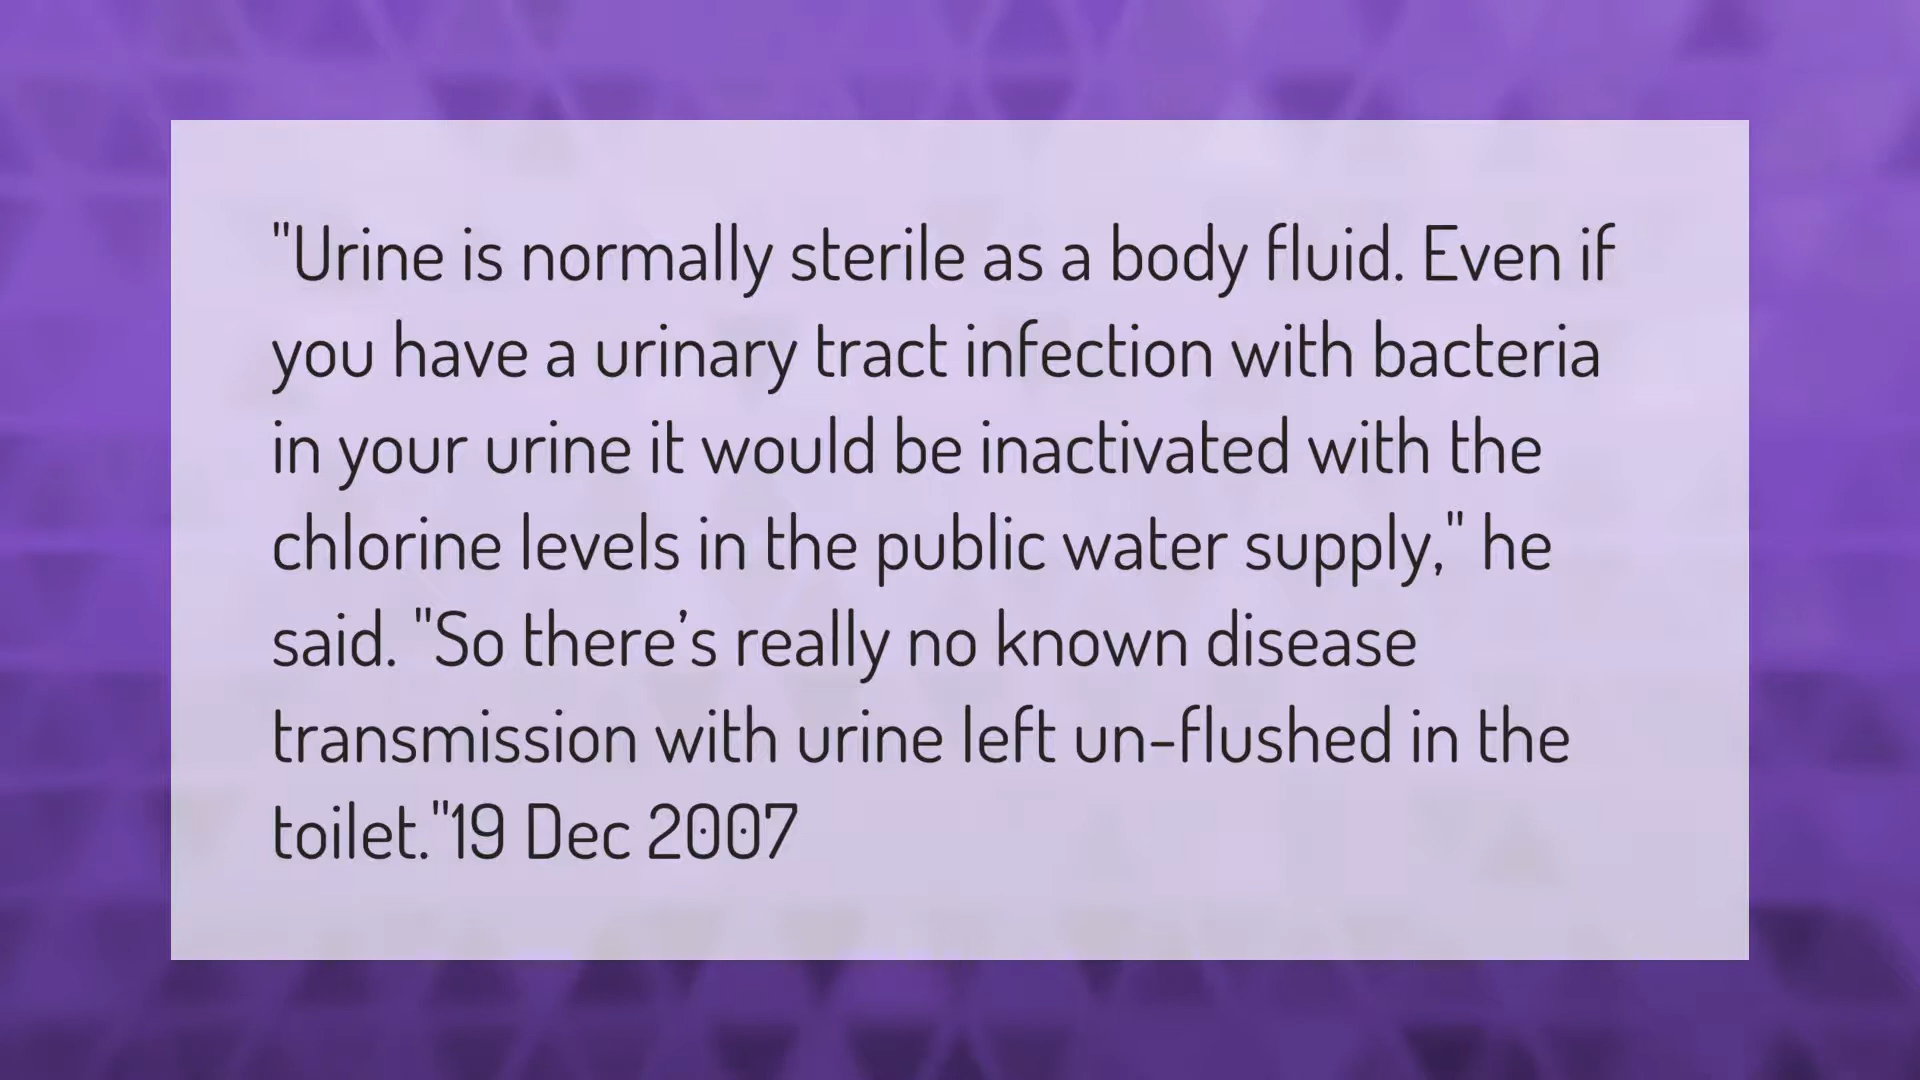 "Urine is normally sterile as a body fluid. Even if
you have a urinary tract infection with bacteria
in your urine it would be inactivated with the
chlorine levels in the public water supply," he
said. "So there’s really no known disease
transmission with urine left un-flushed in the
toilet."19 Dec 2007